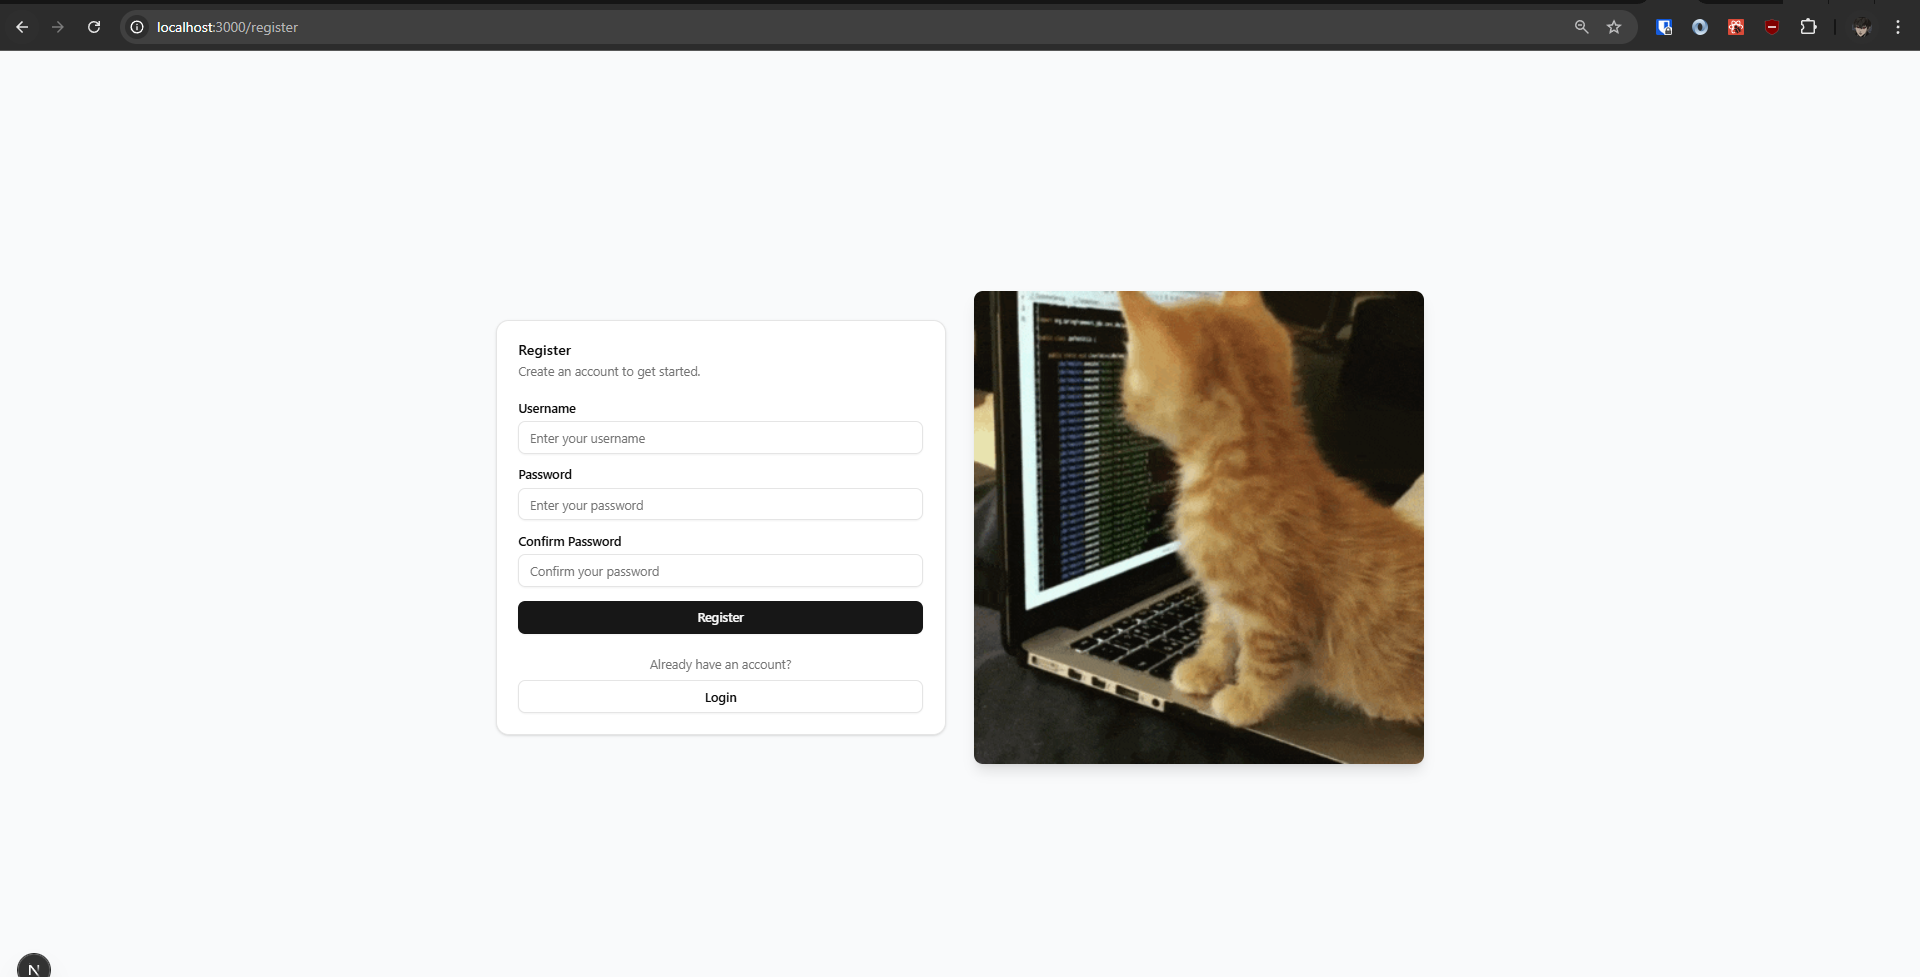 localhost:3000/register
Register
Create an account to get started.
Username
Enter your username
Password
Enter your password
Confirm Password
Confirm your password
Register
Already have an account?
Login
N